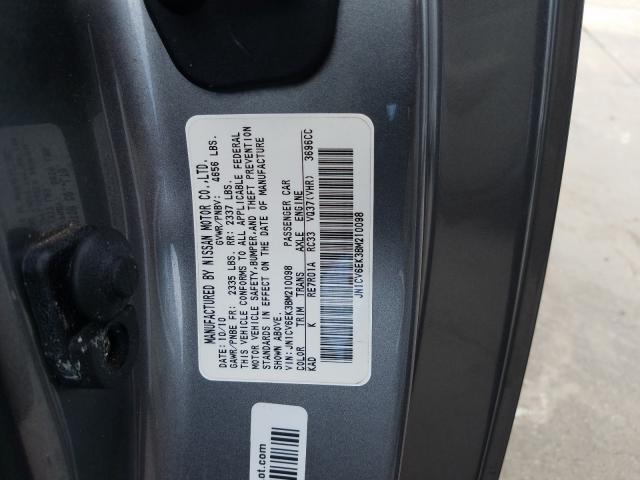 MANUFACTURED BY NISSAN MOTOR CO.,LTD.
DATE: 10/10 GVWR/PNBV: 4656 LBS.
GAWR/PNBE FR: 2335 LBS. RR: 2337 LBS.
THIS VEHICLE CONFORMS TO ALL APPLICABLE FEDERAL
MOTOR VEHICLE SAFETY,BUMPER,AND THEFT PREVENTION
STANDARDS IN EFFECT ON THE DATE OF MANUFACTURE
SHOWN ABOVE.
VIN: JN1CV6EK3BM210098 PASSENGER CAR
COLOR TRIM TRANS AXLE ENGINE
KAD K RE7R01A RC33 VQ37(VHR) 3696CC
JN1CV6EK3BM210098
ot.com